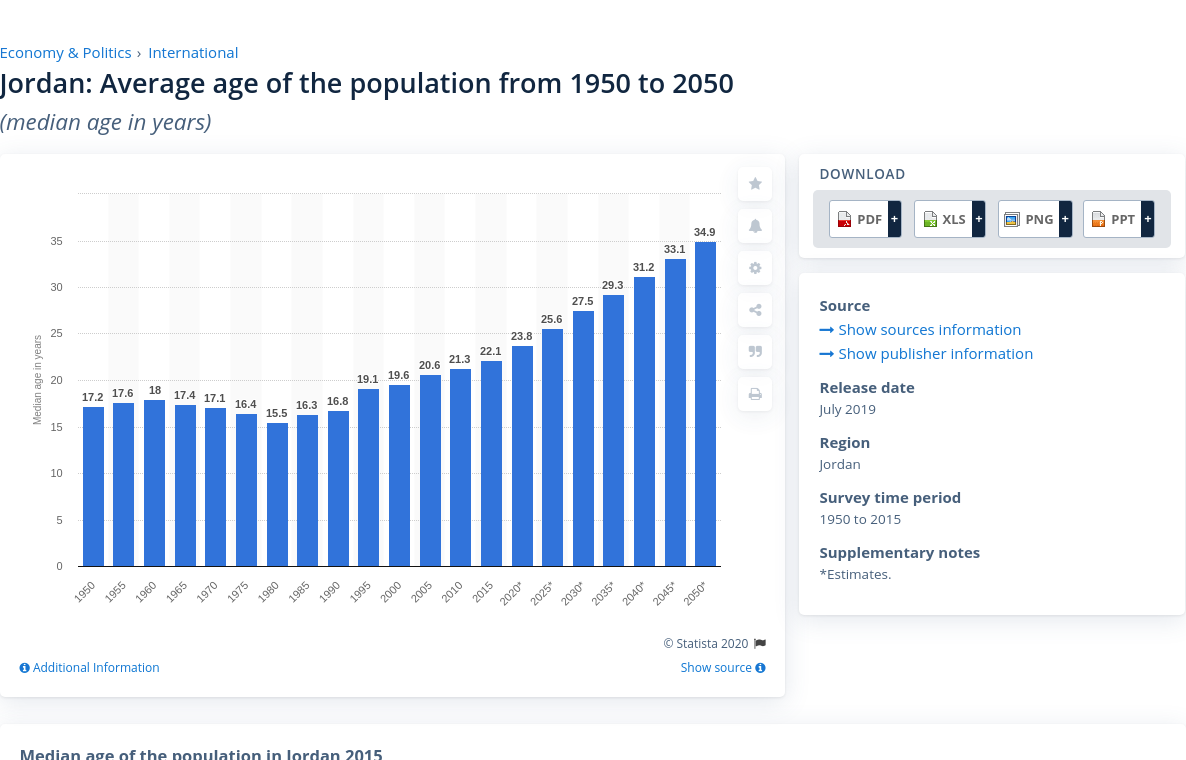 Economy & Politics › International
Jordan: Average age of the population from 1950 to 2050
(median age in years)
Median age in years
35
30
25
20
15
10
5
0
17.2
17.6
18
17.4
17.1
16.4
15.5
16.3
16.8
19.1
19.6
20.6
21.3
22.1
23.8
25.6
27.5
29.3
31.2
33.1
34.9
1950
1955
1960
1965
1970
1975
1980
1985
1990
1995
2000
2005
2010
2015
2020*
2025*
2030*
2035*
2040*
2045*
2050*
© Statista 2020
Additional Information
Show source
DOWNLOAD
PDF + XLS + PNG + PPT +
Source
Show sources information
Show publisher information
Release date
July 2019
Region
Jordan
Survey time period
1950 to 2015
Supplementary notes
*Estimates.
Median age of the population in Jordan 2015